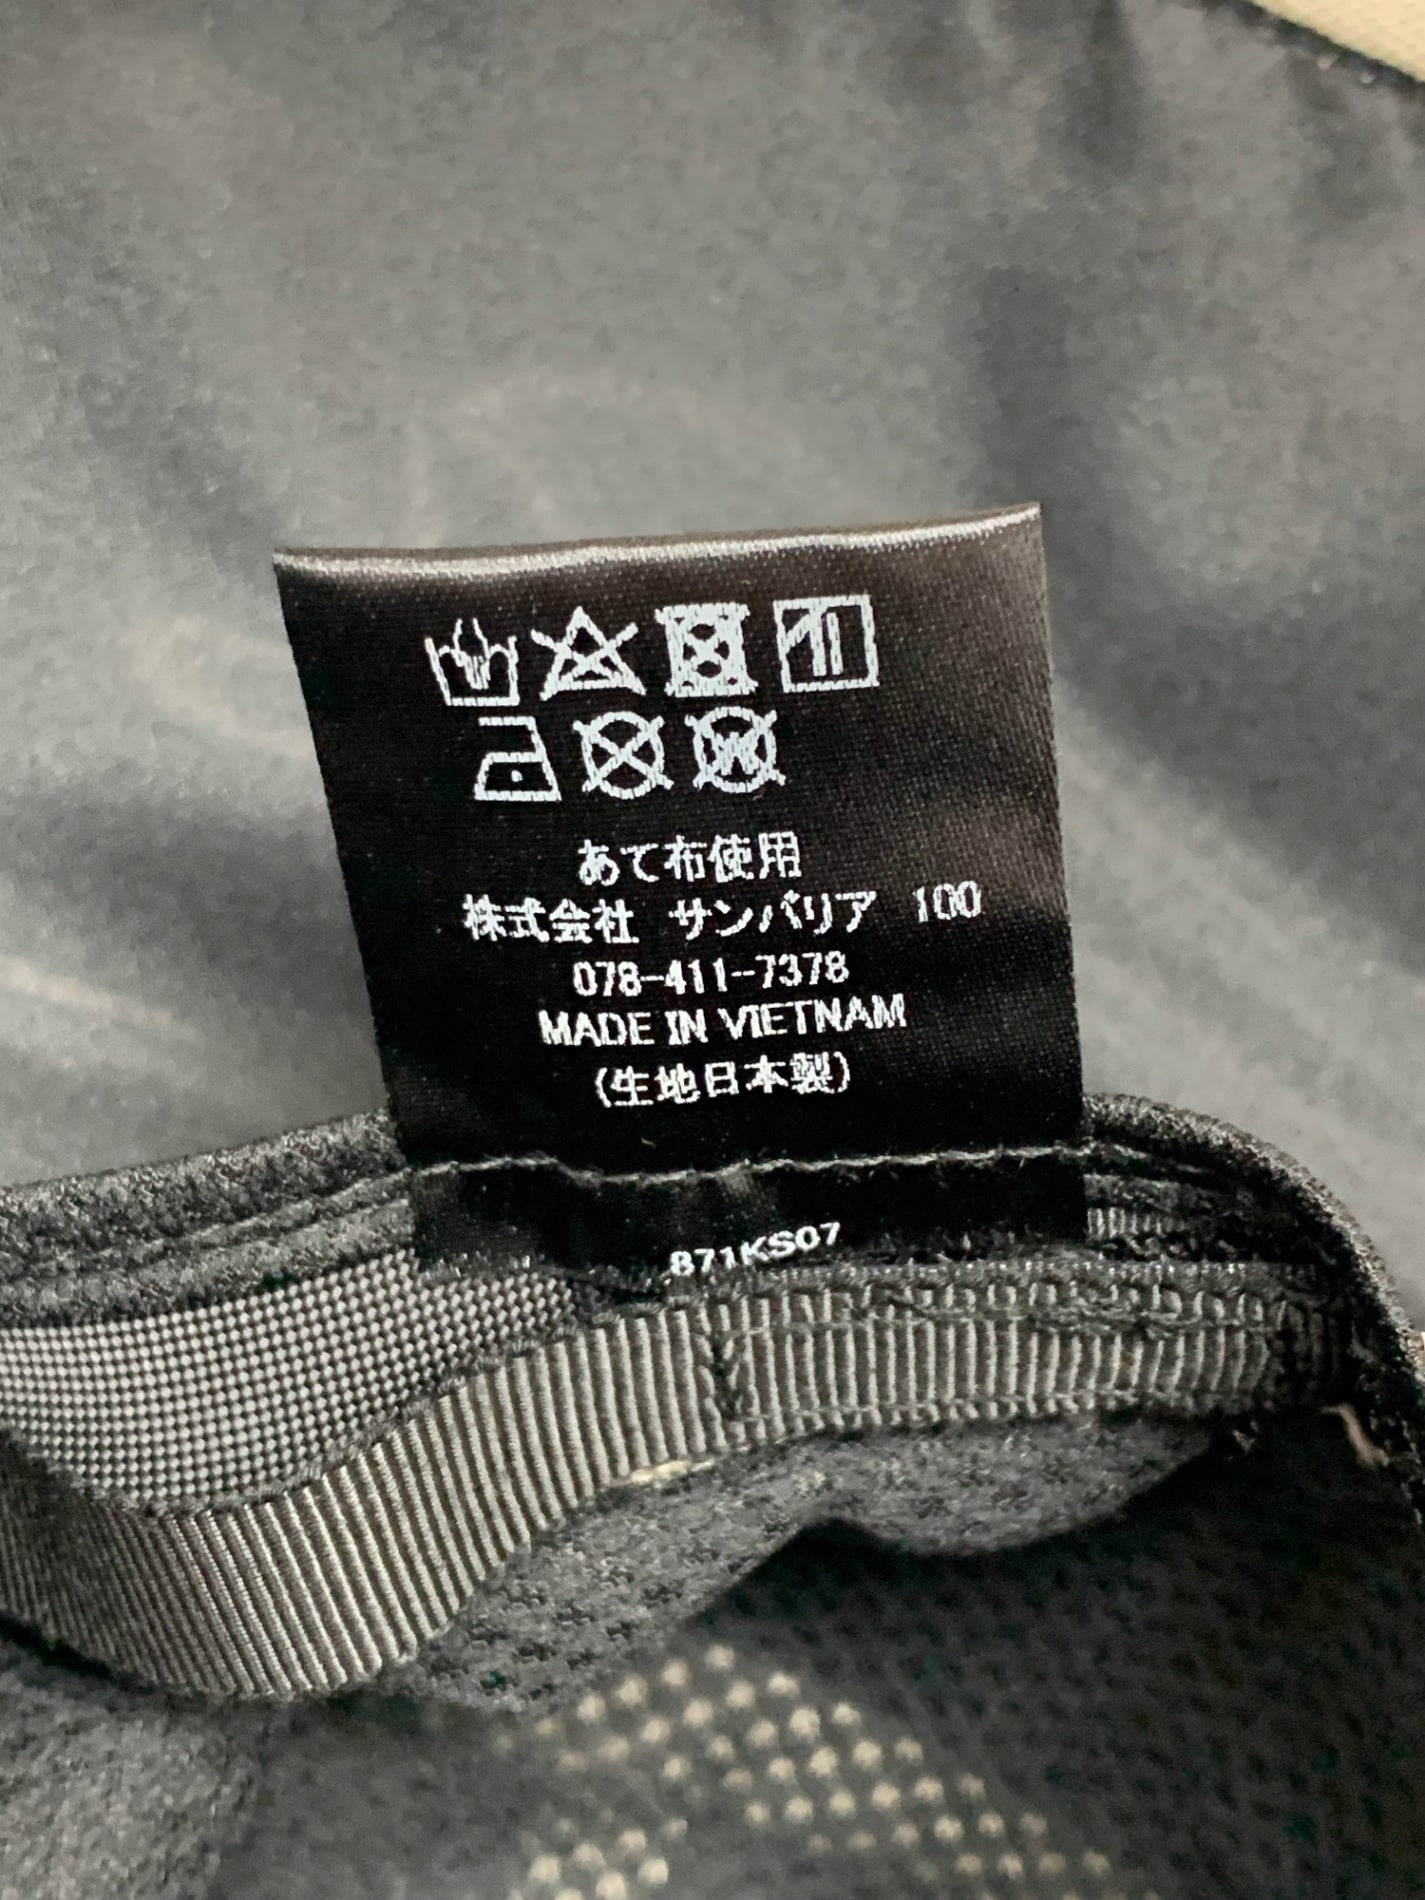 あて布使用
株式会社 サンバリア 100
078-411-7378
MADE IN VIETNAM
(生地日本製)
871KS07